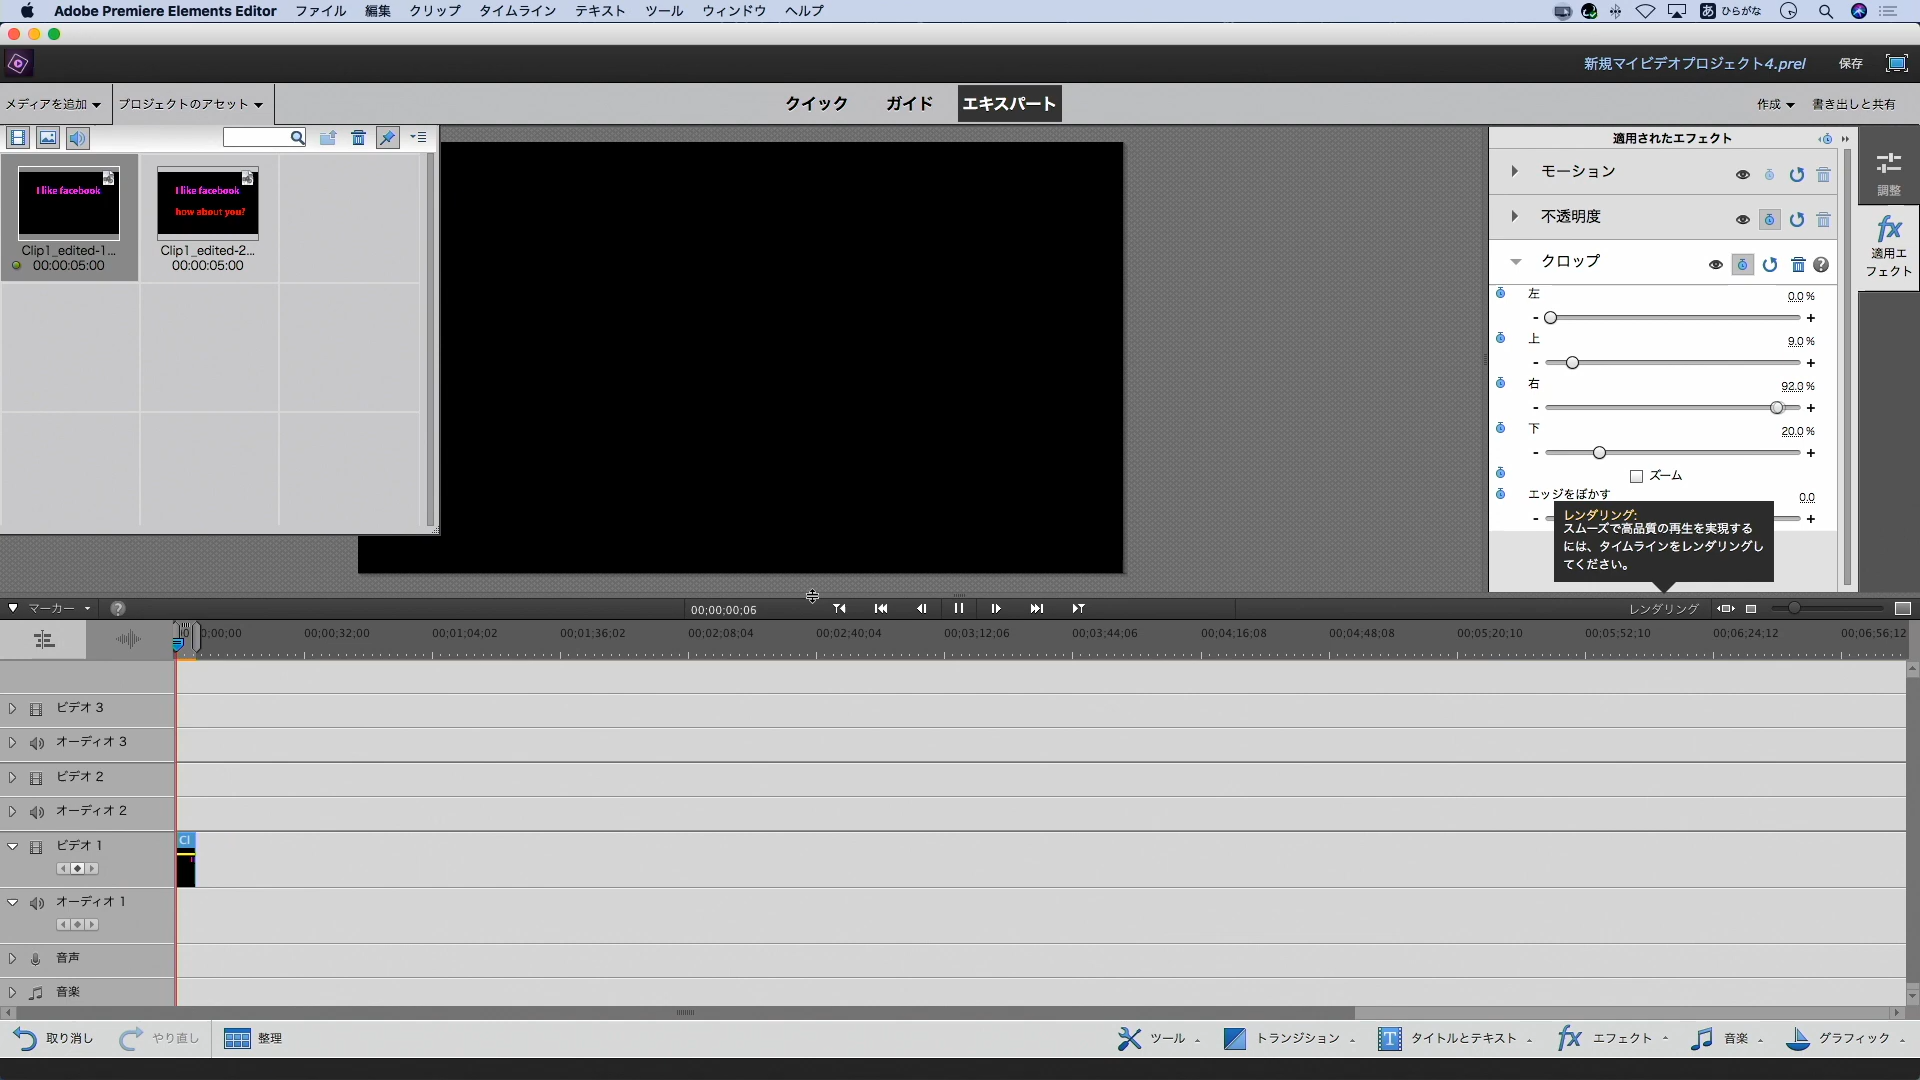 Adobe Premiere Elements Editor ファイル 編集 クリップ タイムライン テキスト ツール ウィンドウ ヘルプ あ ひらがな
新規マイビデオプロジェクト4.prel 保存
メディアを追加 プロジェクトのアセット クイック ガイド エキスパート 作成 書き出しと共有
適用されたエフェクト
モーション
調整
不透明度
fx
適用エ
フェクト
クロップ
左 0.0 %
上 9.0 %
右 92.0 %
下 20.0 %
ズーム
エッジをぼかす 0.0
レンダリング:
スムーズで高品質の再生を実現する
には、タイムラインをレンダリングし
てください。
I like facebook
Clip1_edited-1...
00:00:05:00
I like facebook
how about you?
Clip1_edited-2...
00:00:05:00
マーカー 00;00;00;06 レンダリング
00;00;32;00 00;01;04;02 00;01;36;02 00;02;08;04 00;02;40;04 00;03;12;06 00;03;44;06 00;04;16;08 00;04;48;08 00;05;20;10 00;05;52;10 00;06;24;12 00;06;56;12
ビデオ 3
オーディオ 3
ビデオ 2
オーディオ 2
ビデオ 1
Cl
オーディオ 1
音声
音楽
取り消し やり直し 整理 ツール トランジション タイトルとテキスト fx エフェクト 音楽 グラフィック